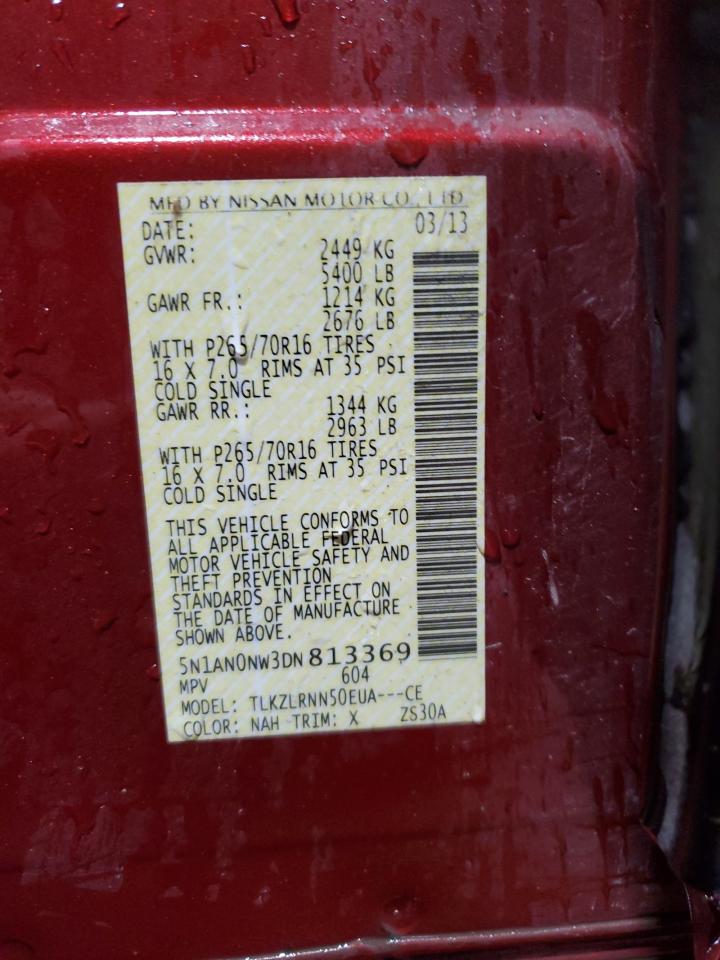 MFD BY NISSAN MOTOR CO., LTD
DATE: 03/13
GVWR: 2449 KG
5400 LB
GAWR FR.: 1214 KG
2676 LB
WITH P265/70R16 TIRES
16 X 7.0 RIMS AT 35 PSI
COLD SINGLE
GAWR RR.: 1344 KG
2963 LB
WITH P265/70R16 TIRES
16 X 7.0 RIMS AT 35 PSI
COLD SINGLE
THIS VEHICLE CONFORMS TO
ALL APPLICABLE FEDERAL
MOTOR VEHICLE SAFETY AND
THEFT PREVENTION
STANDARDS IN EFFECT ON
THE DATE OF MANUFACTURE
SHOWN ABOVE.
5N1AN0NW3DN813369
MPV 604
MODEL: TLKZLRNN50EUA---CE
COLOR: NAH TRIM: X ZS30A